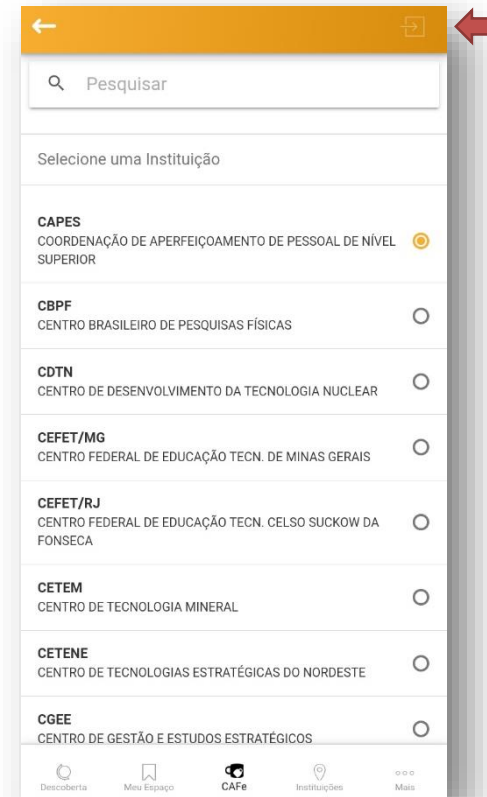 Pesquisar
Selecione uma Instituição
CAPES
COORDENAÇÃO DE APERFEIÇOAMENTO DE PESSOAL DE NÍVEL
SUPERIOR
CBPF
CENTRO BRASILEIRO DE PESQUISAS FÍSICAS
CDTN
CENTRO DE DESENVOLVIMENTO DA TECNOLOGIA NUCLEAR
CEFET/MG
CENTRO FEDERAL DE EDUCAÇÃO TECN. DE MINAS GERAIS
CEFET/RJ
CENTRO FEDERAL DE EDUCAÇÃO TECN. CELSO SUCKOW DA
FONSECA
CETEM
CENTRO DE TECNOLOGIA MINERAL
CETENE
CENTRO DE TECNOLOGIAS ESTRATÉGICAS DO NORDESTE
CGEE
CENTRO DE GESTÃO E ESTUDOS ESTRATÉGICOS
Descoberta Meu Espaço CAFe Instituições Mais